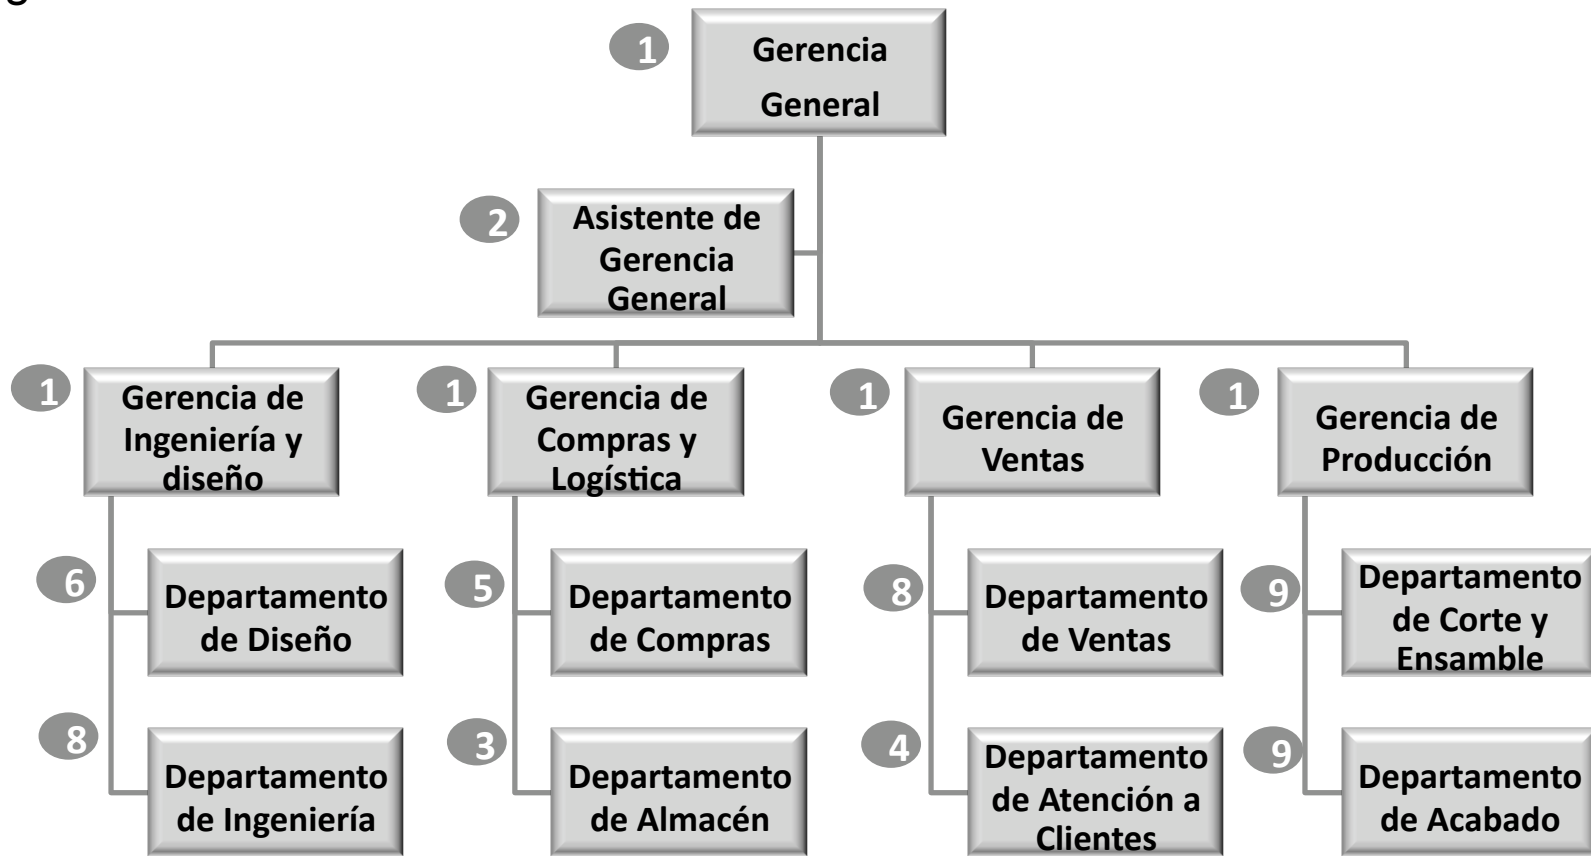 g
1
Gerencia
General
2
Asistente de
Gerencia
General
1
Gerencia de
Ingeniería y
diseño
1
Gerencia de
Compras y
Logística
1
Gerencia de
Ventas
1
Gerencia de
Producción
6
Departamento
de Diseño
5
Departamento
de Compras
8
Departamento
de Ventas
9
Departamento
de Corte y
Ensamble
8
Departamento
de Ingeniería
3
Departamento
de Almacén
4
Departamento
de Atención a
Clientes
9
Departamento
de Acabado